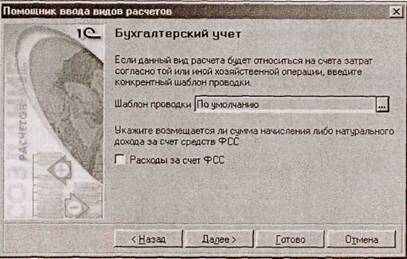 Помощник ввода видов расчетов
1С
Бухгалтерский учет
Если данный вид расчета будет относиться на счета затрат
согласно той или иной хозяйственной операции, введите
конкретный шаблон проводки.
Шаблон проводки По умолчанию ...
Укажите возмещается ли сумма начисления либо натурального
дохода за счет средств ФСС
Расходы за счет ФСС
СОЗДАНИЕ
РАСЧЕТОВ
< Назад Далее > Готово Отмена